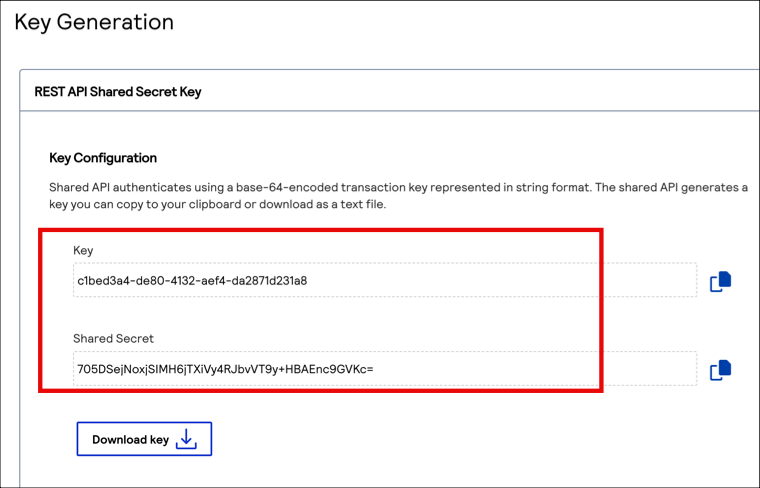 Key Generation
REST API Shared Secret Key
Key Configuration
Shared API authenticates using a base-64-encoded transaction key represented in string format. The shared API generates a
key you can copy to your clipboard or download as a text file.
Key
c1bed3a4-de80-4132-aef4-da2871d231a8
Shared Secret
705DSejNoxjSIMH6jTXiVy4RJbvVT9y+HBAEnc9GVKc=
Download key